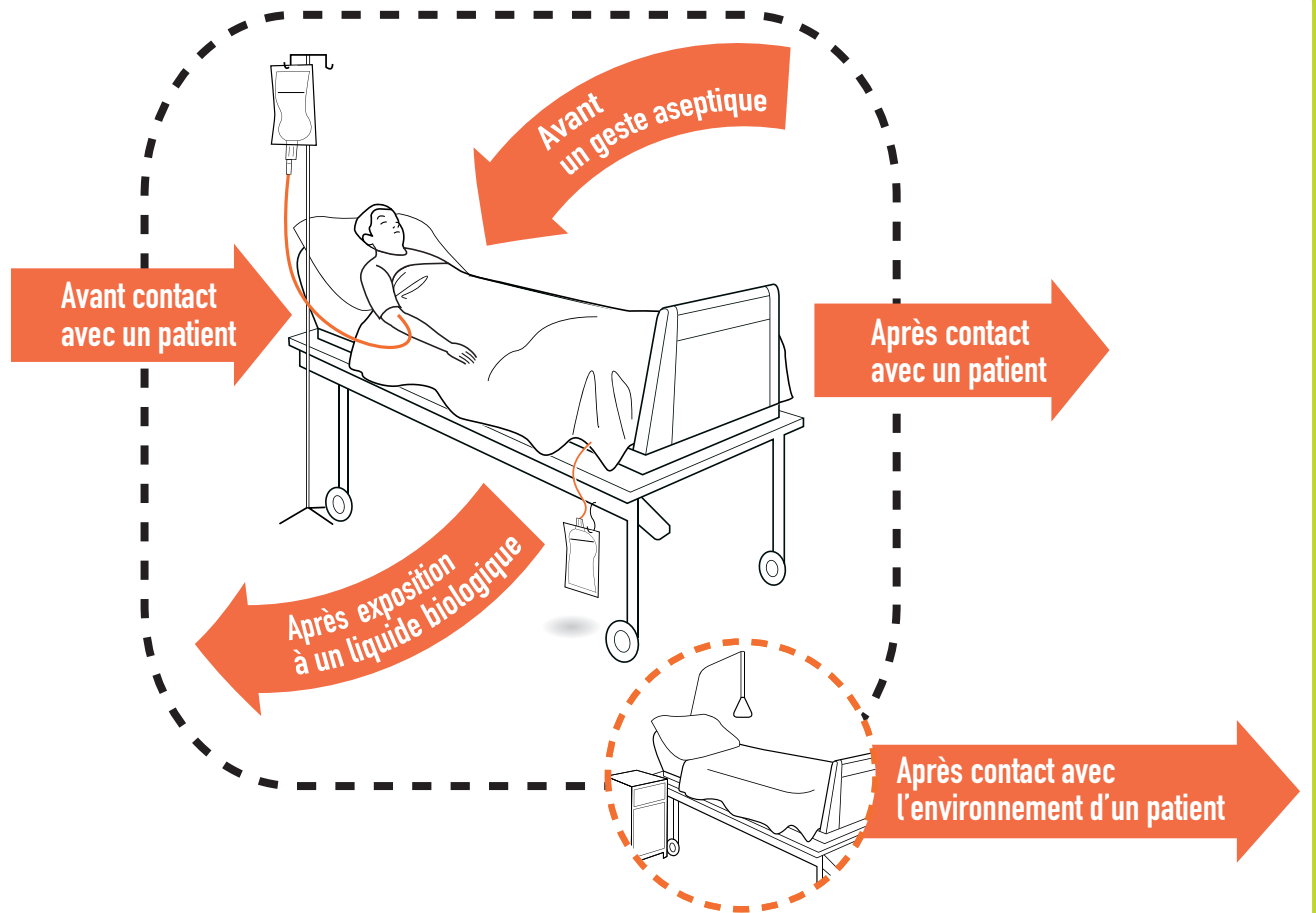 Avant
un geste aseptique
Avant contact
avec un patient
Après contact
avec un patient
Après exposition
à un liquide biologique
Après contact avec
l'environnement d'un patient